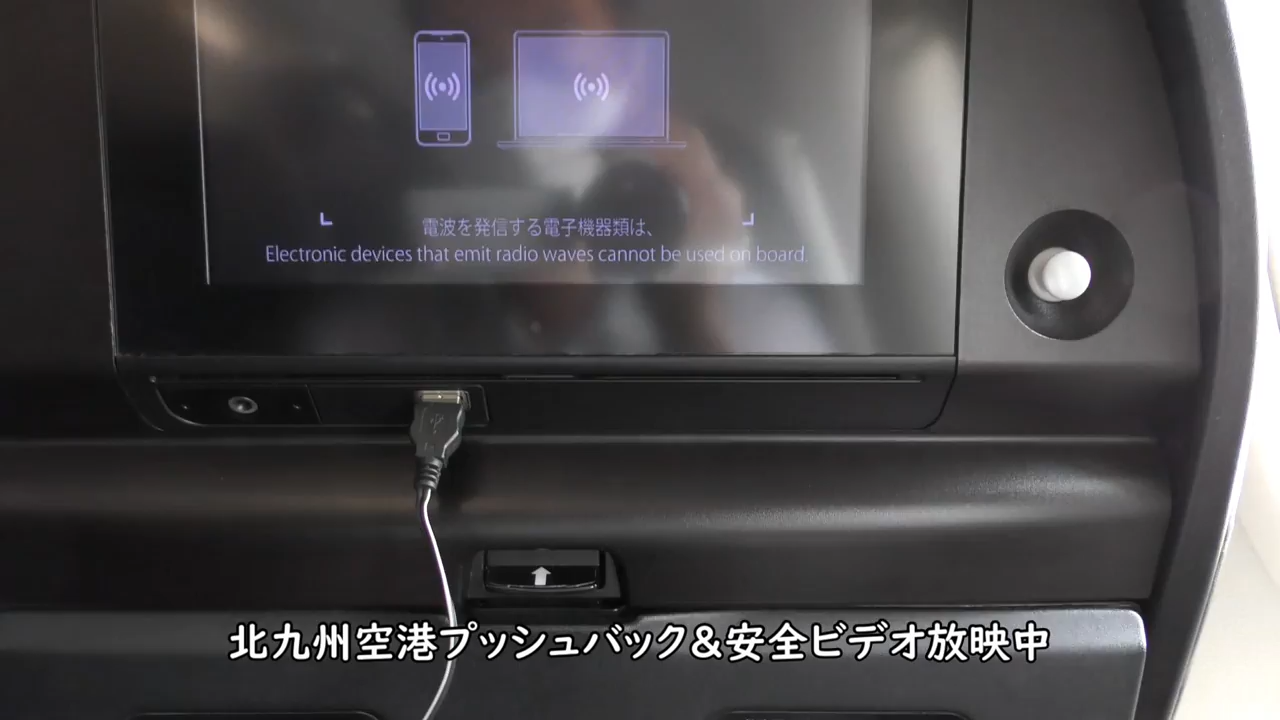 電波を発信する電子機器類は、
Electronic devices that emit radio waves cannot be used on board.
北九州空港プッシュバック&安全ビデオ放映中